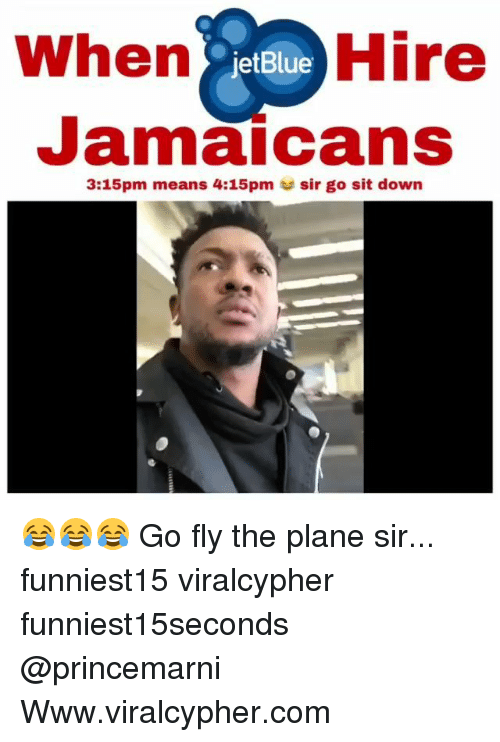 When jetBlue Hire
Jamaicans
3:15pm means 4:15pm 😂 sir go sit down
😂😂😂 Go fly the plane sir...
funniest15 viralcypher
funniest15seconds
@princemarni
Www.viralcypher.com